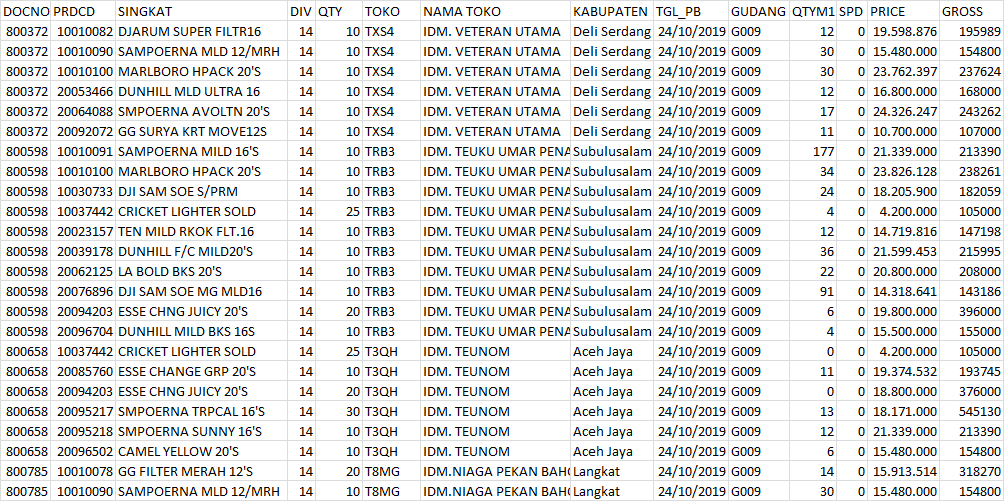 DOCNO PRDCD SINGKAT DIV QTY TOKO NAMA TOKO KABUPATEN TGL_PB GUDANG QTYM1 SPD PRICE GROSS
800372 10010082 DJARUM SUPER FILTR16 14 10 TXS4 IDM. VETERAN UTAMA Deli Serdang 24/10/2019 G009 12 0 19.598.876 195989
800372 10010090 SAMPOERNA MLD 12/MRH 14 10 TXS4 IDM. VETERAN UTAMA Deli Serdang 24/10/2019 G009 30 0 15.480.000 154800
800372 10010100 MARLBORO HPACK 20'S 14 10 TXS4 IDM. VETERAN UTAMA Deli Serdang 24/10/2019 G009 30 0 23.762.397 237624
800372 20053466 DUNHILL MLD ULTRA 16 14 10 TXS4 IDM. VETERAN UTAMA Deli Serdang 24/10/2019 G009 12 0 16.800.000 168000
800372 20064088 SMPOERNA AVOLTN 20'S 14 10 TXS4 IDM. VETERAN UTAMA Deli Serdang 24/10/2019 G009 17 0 24.326.247 243262
800372 20092072 GG SURYA KRT MOVE12S 14 10 TXS4 IDM. VETERAN UTAMA Deli Serdang 24/10/2019 G009 11 0 10.700.000 107000
800598 10010091 SAMPOERNA MILD 16'S 14 10 TRB3 IDM. TEUKU UMAR PENA Subulusalam 24/10/2019 G009 177 0 21.339.000 213390
800598 10010100 MARLBORO HPACK 20'S 14 10 TRB3 IDM. TEUKU UMAR PENA Subulusalam 24/10/2019 G009 34 0 23.826.128 238261
800598 10030733 DJI SAM SOE S/PRM 14 10 TRB3 IDM. TEUKU UMAR PENA Subulusalam 24/10/2019 G009 24 0 18.205.900 182059
800598 10037442 CRICKET LIGHTER SOLD 14 25 TRB3 IDM. TEUKU UMAR PENA Subulusalam 24/10/2019 G009 4 0 4.200.000 105000
800598 20023157 TEN MILD RKOK FLT.16 14 10 TRB3 IDM. TEUKU UMAR PENA Subulusalam 24/10/2019 G009 12 0 14.719.816 147198
800598 20039178 DUNHILL F/C MILD20'S 14 10 TRB3 IDM. TEUKU UMAR PENA Subulusalam 24/10/2019 G009 36 0 21.599.453 215995
800598 20062125 LA BOLD BKS 20'S 14 10 TRB3 IDM. TEUKU UMAR PENA Subulusalam 24/10/2019 G009 22 0 20.800.000 208000
800598 20076896 DJI SAM SOE MG MLD16 14 10 TRB3 IDM. TEUKU UMAR PENA Subulusalam 24/10/2019 G009 91 0 14.318.641 143186
800598 20094203 ESSE CHNG JUICY 20'S 14 20 TRB3 IDM. TEUKU UMAR PENA Subulusalam 24/10/2019 G009 6 0 19.800.000 396000
800598 20096704 DUNHILL MILD BKS 16S 14 10 TRB3 IDM. TEUKU UMAR PENA Subulusalam 24/10/2019 G009 4 0 15.500.000 155000
800658 10037442 CRICKET LIGHTER SOLD 14 25 T3QH IDM. TEUNOM Aceh Jaya 24/10/2019 G009 0 0 4.200.000 105000
800658 20085760 ESSE CHANGE GRP 20'S 14 10 T3QH IDM. TEUNOM Aceh Jaya 24/10/2019 G009 11 0 19.374.532 193745
800658 20094203 ESSE CHNG JUICY 20'S 14 20 T3QH IDM. TEUNOM Aceh Jaya 24/10/2019 G009 0 0 18.800.000 376000
800658 20095217 SMPOERNA TRPCAL 16'S 14 30 T3QH IDM. TEUNOM Aceh Jaya 24/10/2019 G009 13 0 18.171.000 545130
800658 20095218 SMPOERNA SUNNY 16'S 14 10 T3QH IDM. TEUNOM Aceh Jaya 24/10/2019 G009 12 0 21.339.000 213390
800658 20096502 CAMEL YELLOW 20'S 14 10 T3QH IDM. TEUNOM Aceh Jaya 24/10/2019 G009 6 0 15.480.000 154800
800785 10010078 GG FILTER MERAH 12'S 14 20 T8MG IDM.NIAGA PEKAN BAHO Langkat 24/10/2019 G009 14 0 15.913.514 318270
800785 10010090 SAMPOERNA MLD 12/MRH 14 10 T8MG IDM.NIAGA PEKAN BAHO Langkat 24/10/2019 G009 30 0 15.480.000 154800